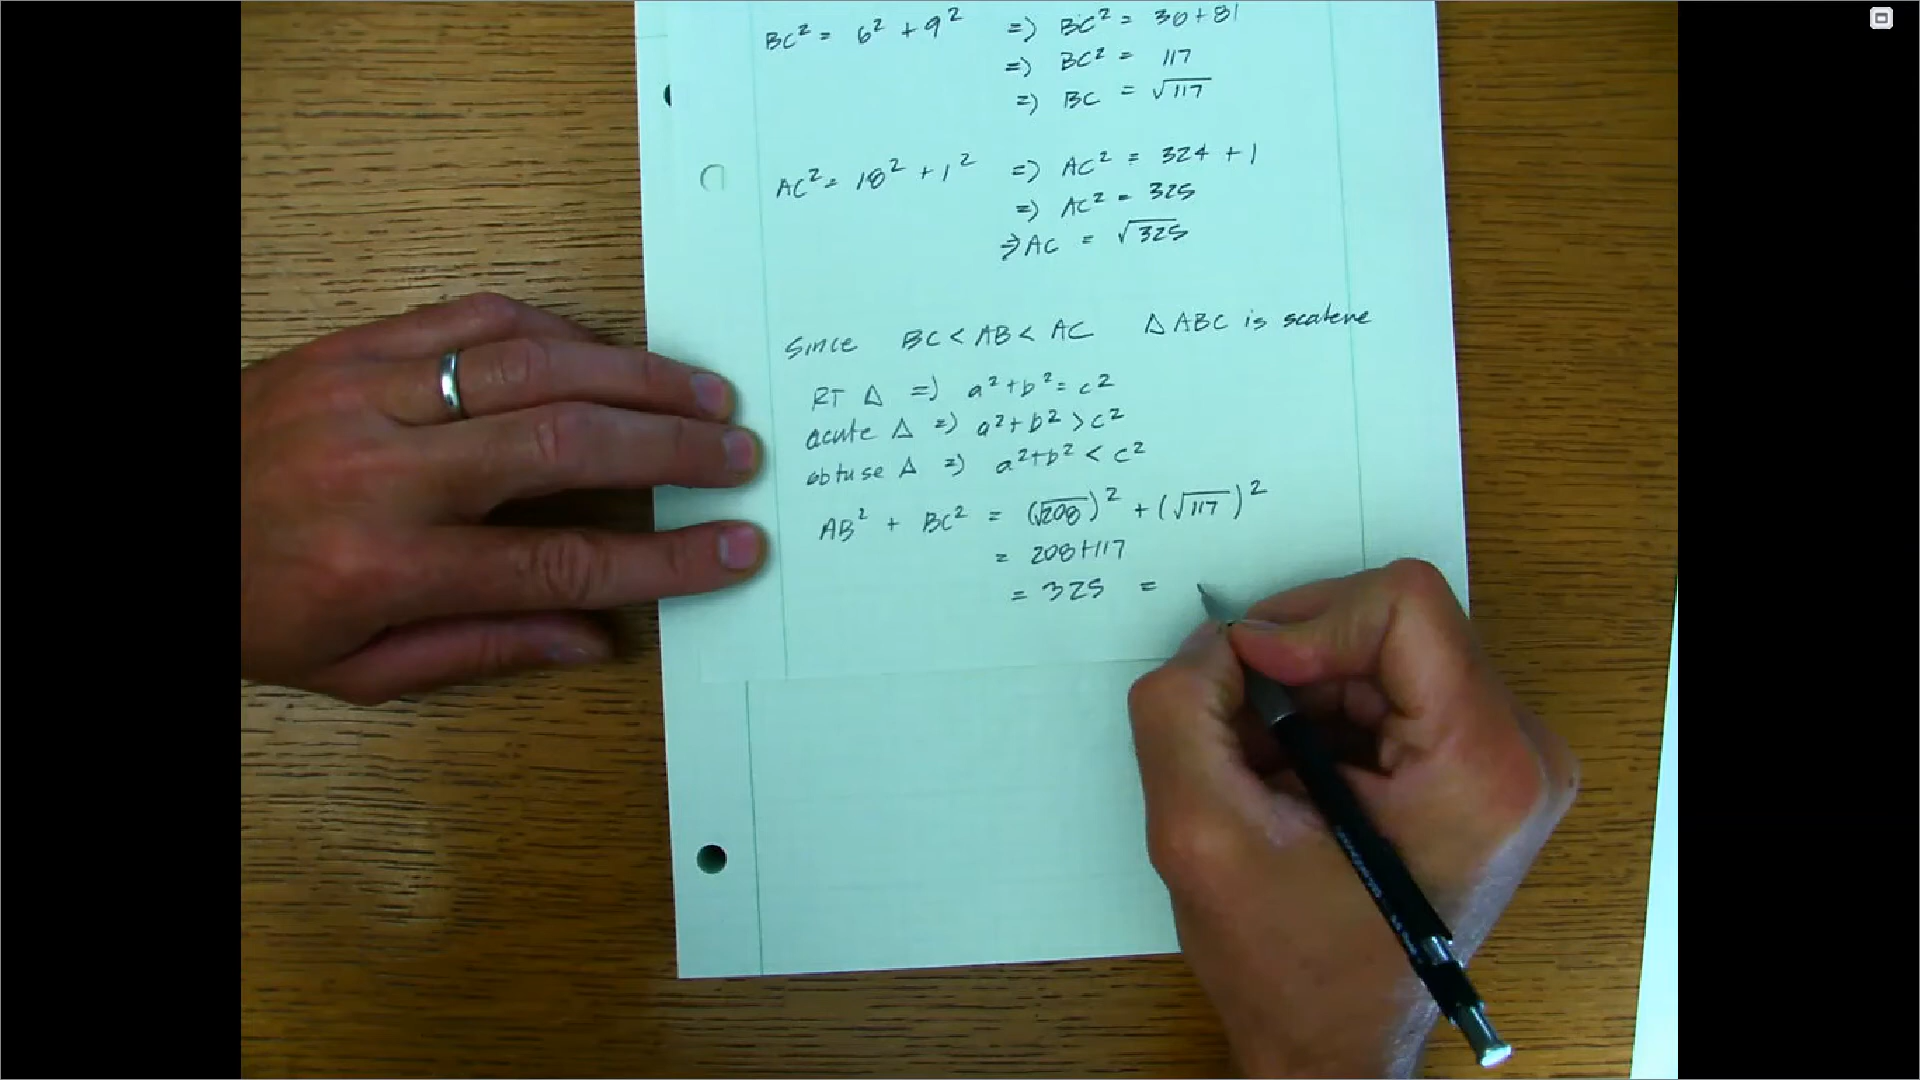 BC² = 6² + 9² => BC² = 36+81
=> BC² = 117
=> BC = √117
AC² = 18² + 1² => AC² = 324 + 1
=> AC² = 325
=> AC = √325
Since BC < AB < AC △ ABC is scalene
RT △ => a²+b² = c²
acute △ => a²+b² > c²
obtuse △ => a²+b² < c²
AB² + BC² = (√208)² + (√117)²
= 208+117
= 325 =